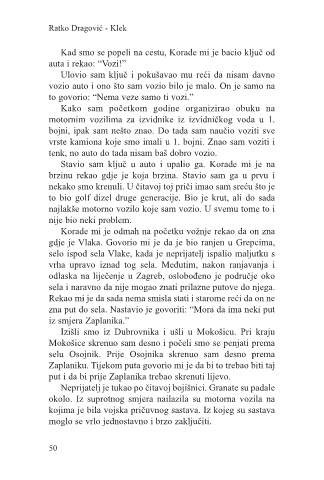 Ratko Dragović - Klek
Kad smo se popeli na cestu, Korade mi je bacio ključ od
auta i rekao: “Vozi!”
Ulovio sam ključ i pokušavao mu reći da nisam davno
vozio auto i ono što sam vozio bilo je malo. On je samo na
to govorio: “Nema veze samo ti vozi.”
Kako sam početkom godine organizirao obuku na
motornim vozilima za izvidnike iz izvidničkog voda u 1.
bojni, ipak sam nešto znao. Do tada sam naučio voziti sve
vrste kamiona koje smo imali u 1. bojni. Znao sam voziti i
tenk, no auto do tada nisam baš dobro vozio.
Stavio sam ključ u auto i upalio ga. Korade mi je na
brzinu rekao gdje je koja brzina. Stavio sam ga u prvu i
nekako smo krenuli. U čitavoj toj priči imao sam sreću što je
to bio golf dizel druge generacije. Bio je krut, ali do sada
najlakše motorno vozilo koje sam vozio. U svemu tome to i
nije bio neki problem.
Korade mi je odmah na početku vožnje rekao da on zna
gdje je Vlaka. Govorio mi je da je bio ranjen u Grepcima,
selo ispod sela Vlake, kada je neprijatelj ispalio maljutku s
vrha upravo iznad tog sela. Međutim, nakon ranjavanja i
odlaska na liječenje u Zagreb, oslobođeno je područje oko
sela i naravno da nije mogao znati prilazne putove do njega.
Rekao mi je da sada nema smisla stati i starome reći da on ne
zna put do sela. Nastavio je govoriti: “Mora da ima neki put
iz smjera Zaplanika.”
Izišli smo iz Dubrovnika i ušli u Mokošicu. Pri kraju
Mokošice skrenuo sam desno i počeli smo se penjati prema
selu Osojnik. Prije Osojnika skrenuo sam desno prema
Zaplaniku. Tijekom puta govorio mi je da bi to trebao biti taj
put i da bi prije Zaplanika trebao skrenuti lijevo.
Neprijatelj je tukao po čitavoj bojišnici. Granate su padale
okolo. Iz suprotnog smjera nailazila su motorna vozila na
kojima je bila vojska pričuvnog sastava. Iz kojeg su sastava
moglo se vrlo jednostavno i brzo zaključiti.
50